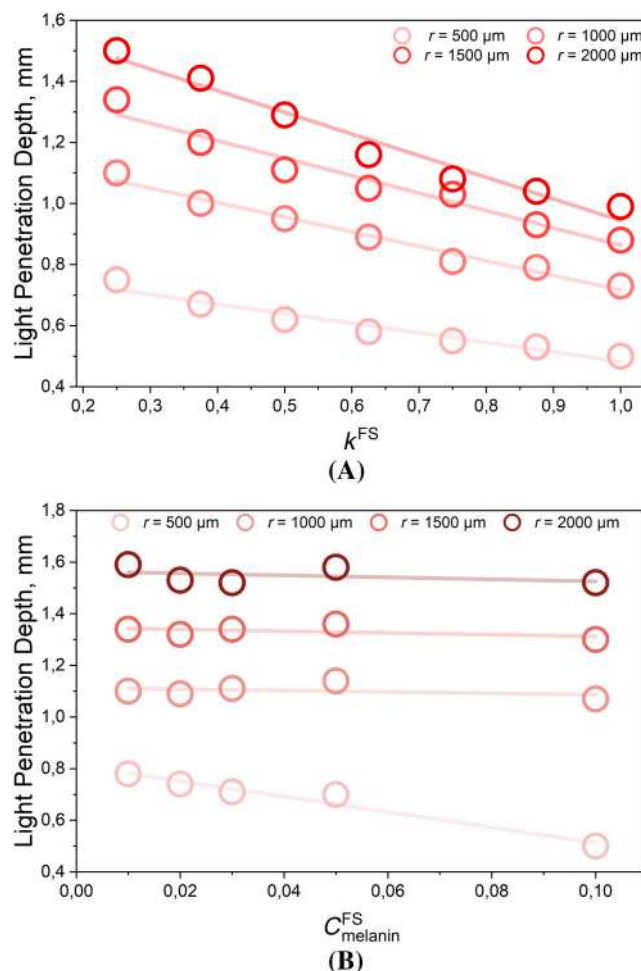 r = 500 µm r = 1000 µm
r = 1500 µm r = 2000 µm
1,6
1,4
1,2
1,0
0,8
0,6
0,4
Light Penetration Depth, mm
0,2 0,3 0,4 0,5 0,6 0,7 0,8 0,9 1,0
k^FS
(A)
r = 500 µm r = 1000 µm r = 1500 µm r = 2000 µm
1,8
1,6
1,4
1,2
1,0
0,8
0,6
0,4
Light Penetration Depth, mm
0,00 0,02 0,04 0,06 0,08 0,10
C^FS_melanin
(B)